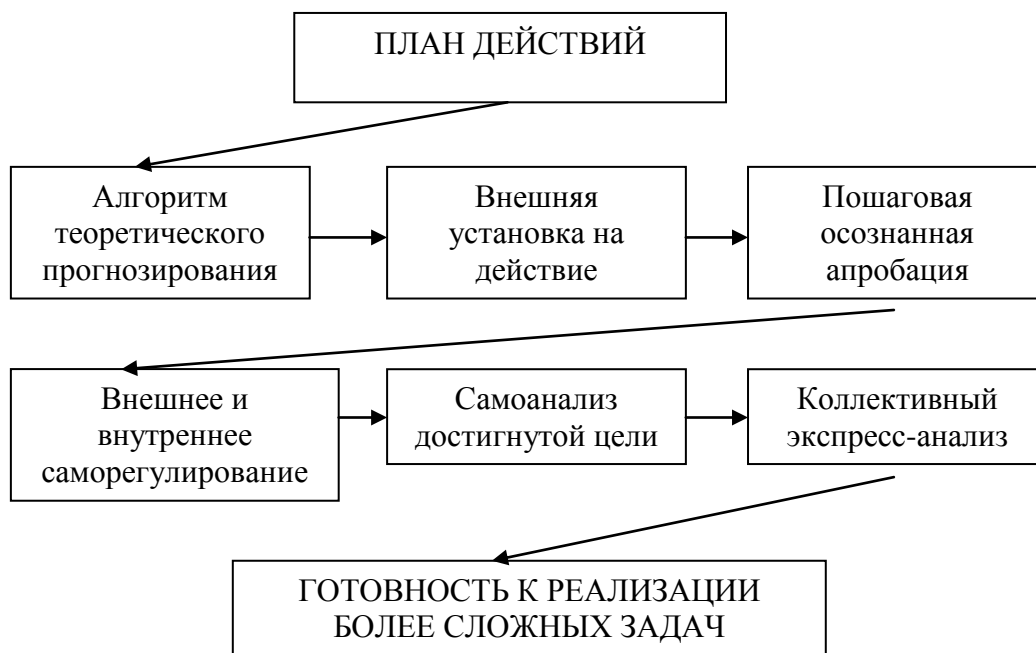 ПЛАН ДЕЙСТВИЙ
Алгоритм
теоретического
прогнозирования
Внешняя
установка на
действие
Пошаговая
осознанная
апробация
Внешнее и
внутреннее
саморегулирование
Самоанализ
достигнутой цели
Коллективный
экспресс-анализ
ГОТОВНОСТЬ К РЕАЛИЗАЦИИ
БОЛЕЕ СЛОЖНЫХ ЗАДАЧ